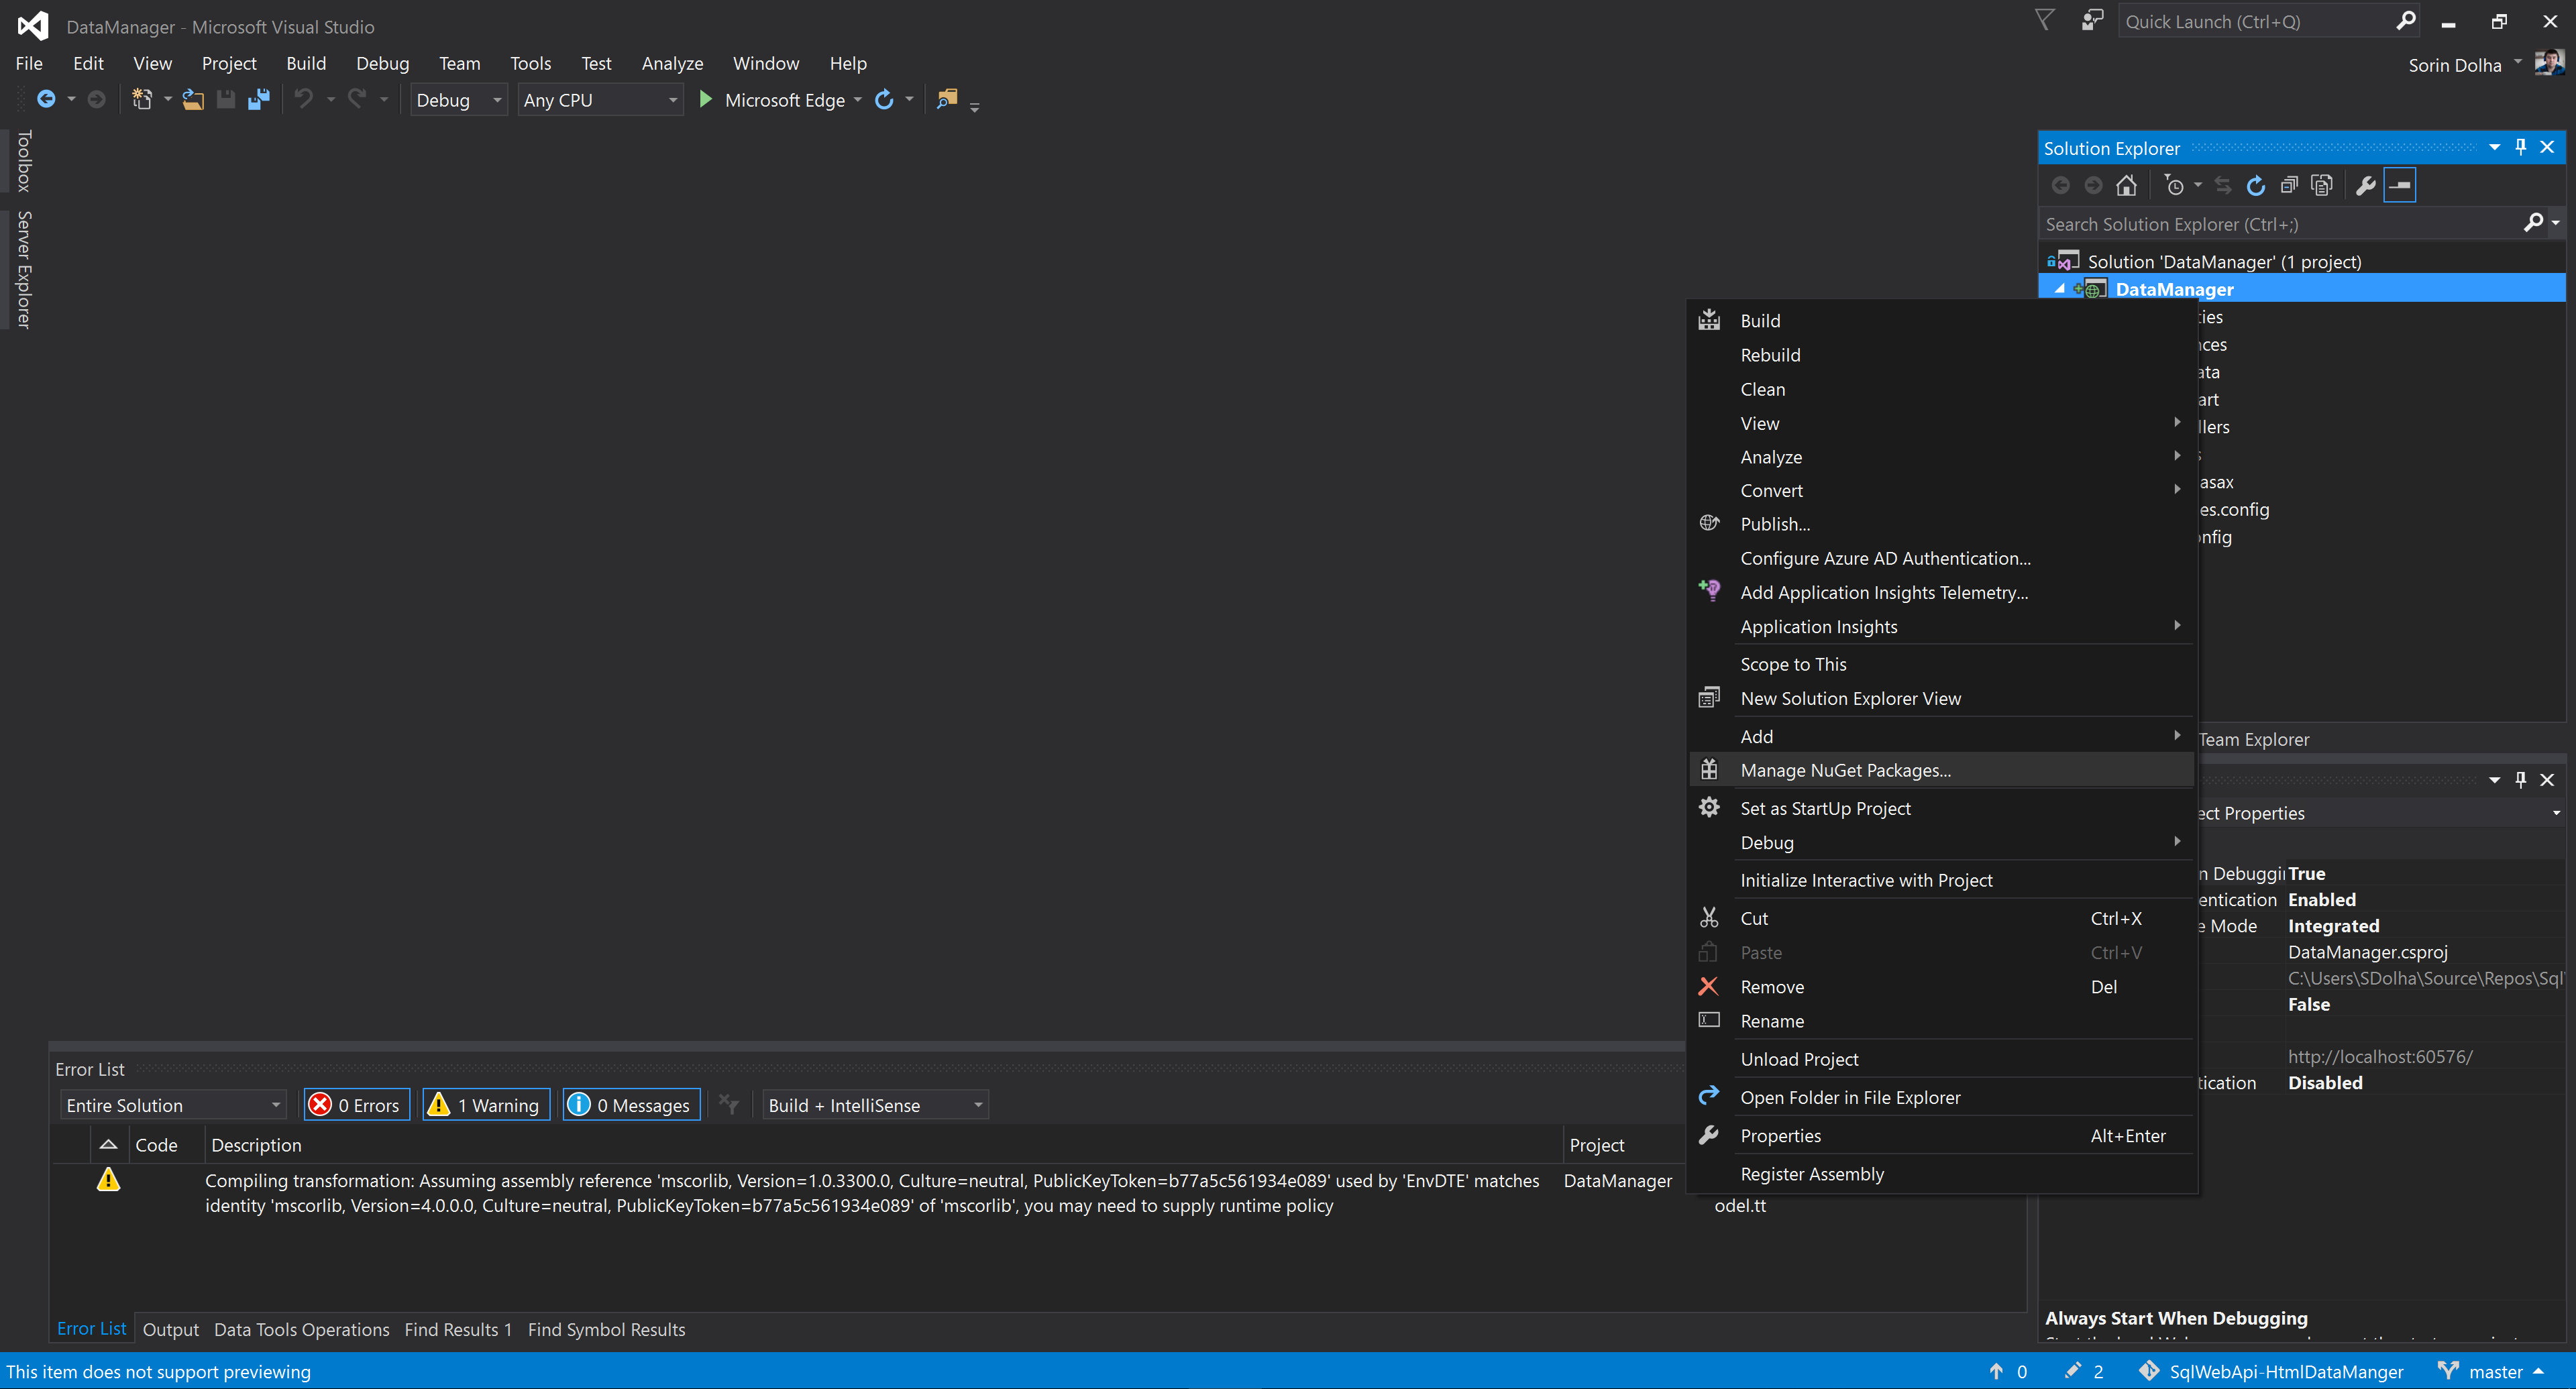 DataManager - Microsoft Visual Studio
Quick Launch (Ctrl+Q)
File Edit View Project Build Debug Team Tools Test Analyze Window Help
Sorin Dolha
Debug Any CPU Microsoft Edge
Toolbox
Server Explorer
Solution Explorer
Search Solution Explorer (Ctrl+;)
Solution 'DataManager' (1 project)
DataManager
ties
nces
ata
art
llers
s
asax
es.config
nfig
Build
Rebuild
Clean
View
Analyze
Convert
Publish...
Configure Azure AD Authentication...
Add Application Insights Telemetry...
Application Insights
Scope to This
New Solution Explorer View
Add
Manage NuGet Packages...
Set as StartUp Project
Debug
Initialize Interactive with Project
Cut Ctrl+X
Paste Ctrl+V
Remove Del
Rename
Unload Project
Open Folder in File Explorer
Properties Alt+Enter
Register Assembly
Team Explorer
ect Properties
n Debuggi True
entication Enabled
e Mode Integrated
DataManager.csproj
C:\Users\SDolha\Source\Repos\Sql
False
http://localhost:60576/
tication Disabled
Always Start When Debugging
Error List
Entire Solution 0 Errors 1 Warning 0 Messages Build + IntelliSense
Code Description Project
Compiling transformation: Assuming assembly reference 'mscorlib, Version=1.0.3300.0, Culture=neutral, PublicKeyToken=b77a5c561934e089' used by 'EnvDTE' matches DataManager
identity 'mscorlib, Version=4.0.0.0, Culture=neutral, PublicKeyToken=b77a5c561934e089' of 'mscorlib', you may need to supply runtime policy odel.tt
Error List Output Data Tools Operations Find Results 1 Find Symbol Results
This item does not support previewing
0 2 SqlWebApi-HtmlDataManger master